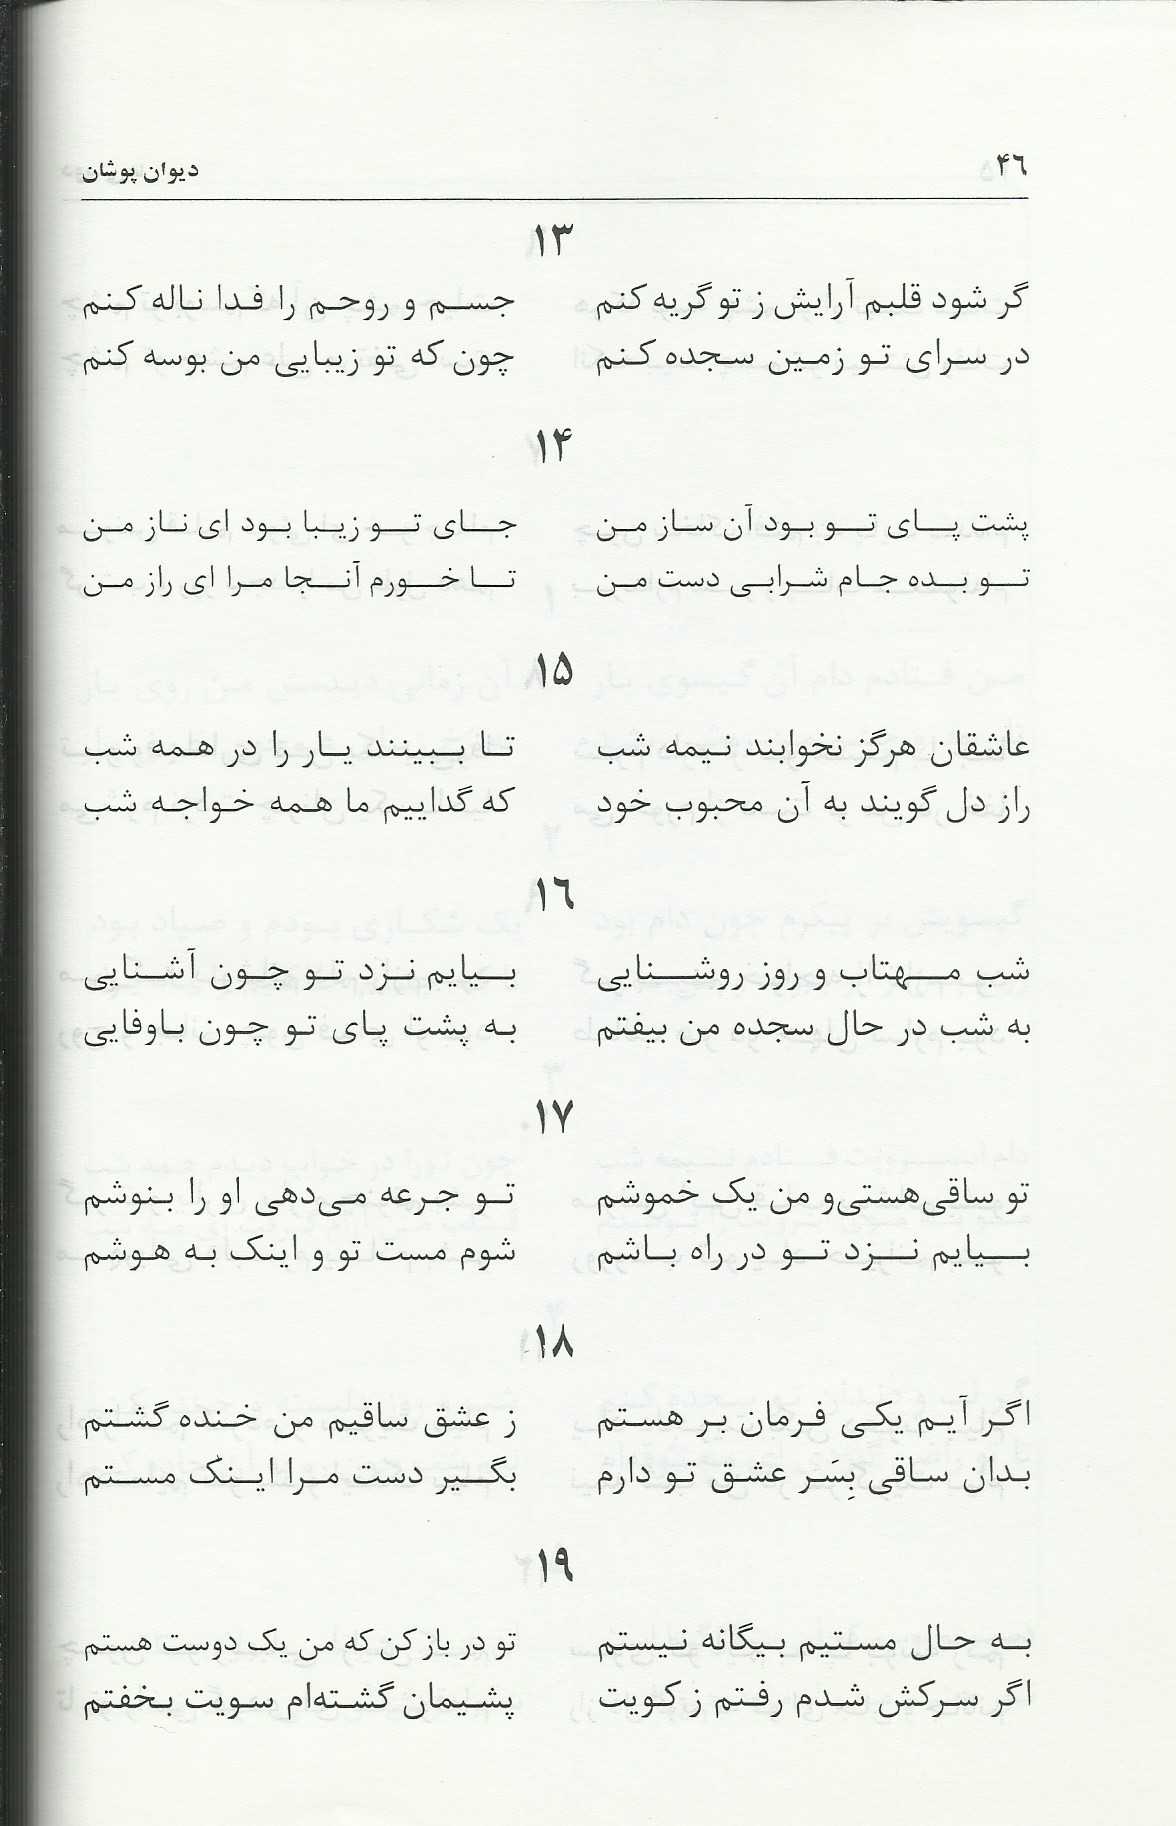 ۴۶ دیوان پوشان
۱۳
گر شود قلبم آرایش ز تو گریه کنم جسم و روحم را فدا ناله کنم
در سرای تو زمین سجده کنم چون که تو زیبایی من بوسه کنم
۱۴
پشت پای تو بود آن ساز من جای تو زیبا بود ای ناز من
تو بده جام شرابی دست من تا خورم آنجا مرا ای راز من
۱۵
عاشقان هرگز نخوابند نیمه شب تا ببینند یار را در همه شب
راز دل گویند به آن محبوب خود که گداییم ما همه خواجه شب
۱۶
شب مهتاب و روز روشنایی بیایم نزد تو چون آشنایی
به شب در حال سجده من بیفتم به پشت پای تو چون باوفایی
۱۷
تو ساقی‌هستی‌و من یک خموشم تو جرعه می‌دهی او را بنوشم
بیایم نزد تو در راه باشم شوم مست تو و اینک به هوشم
۱۸
اگر آیم یکی فرمان بر هستم ز عشق ساقیم من خنده گشتم
بدان ساقی بِسَر عشق تو دارم بگیر دست مرا اینک مستم
۱۹
به حال مستیم بیگانه نیستم تو در باز کن که من یک دوست هستم
اگر سرکش شدم رفتم ز کویت پشیمان گشته‌ام سویت بخفتم